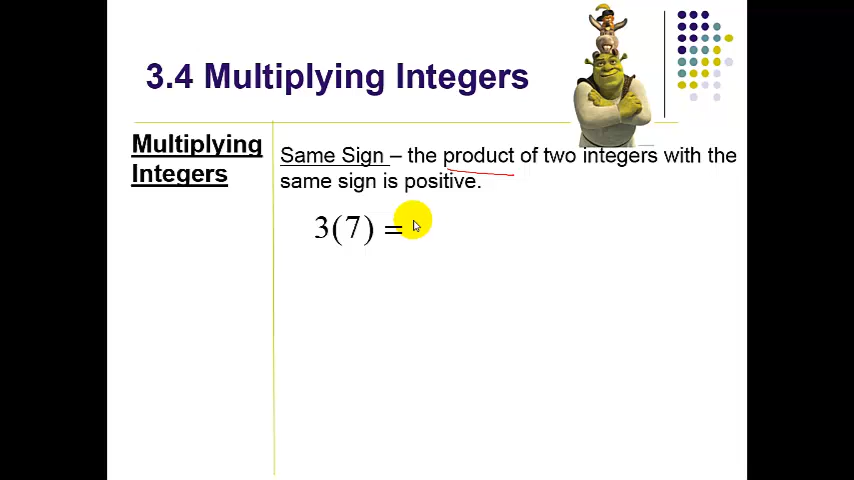 3.4 Multiplying Integers
Multiplying
Integers
Same Sign – the product of two integers with the
same sign is positive.
3(7) =